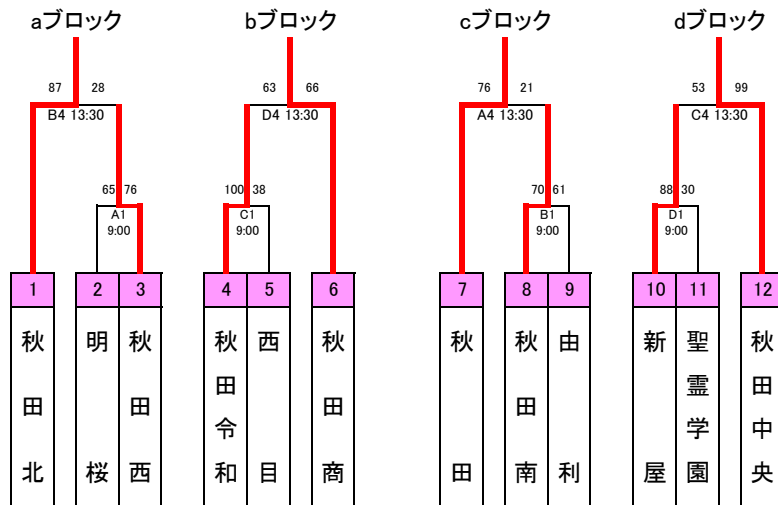 aブロック bブロック cブロック dブロック
87 28 63 66 76 21 53 99
B4 13:30 D4 13:30 A4 13:30 C4 13:30
65 76 100 38 70 61 88 30
A1 C1 B1 D1
9:00 9:00 9:00 9:00
1 2 3 4 5 6 7 8 9 10 11 12
秋田北
明桜
秋田西
秋田令和
西目
秋田商
秋田
秋田南
由利
新屋
聖霊学園
秋田中央